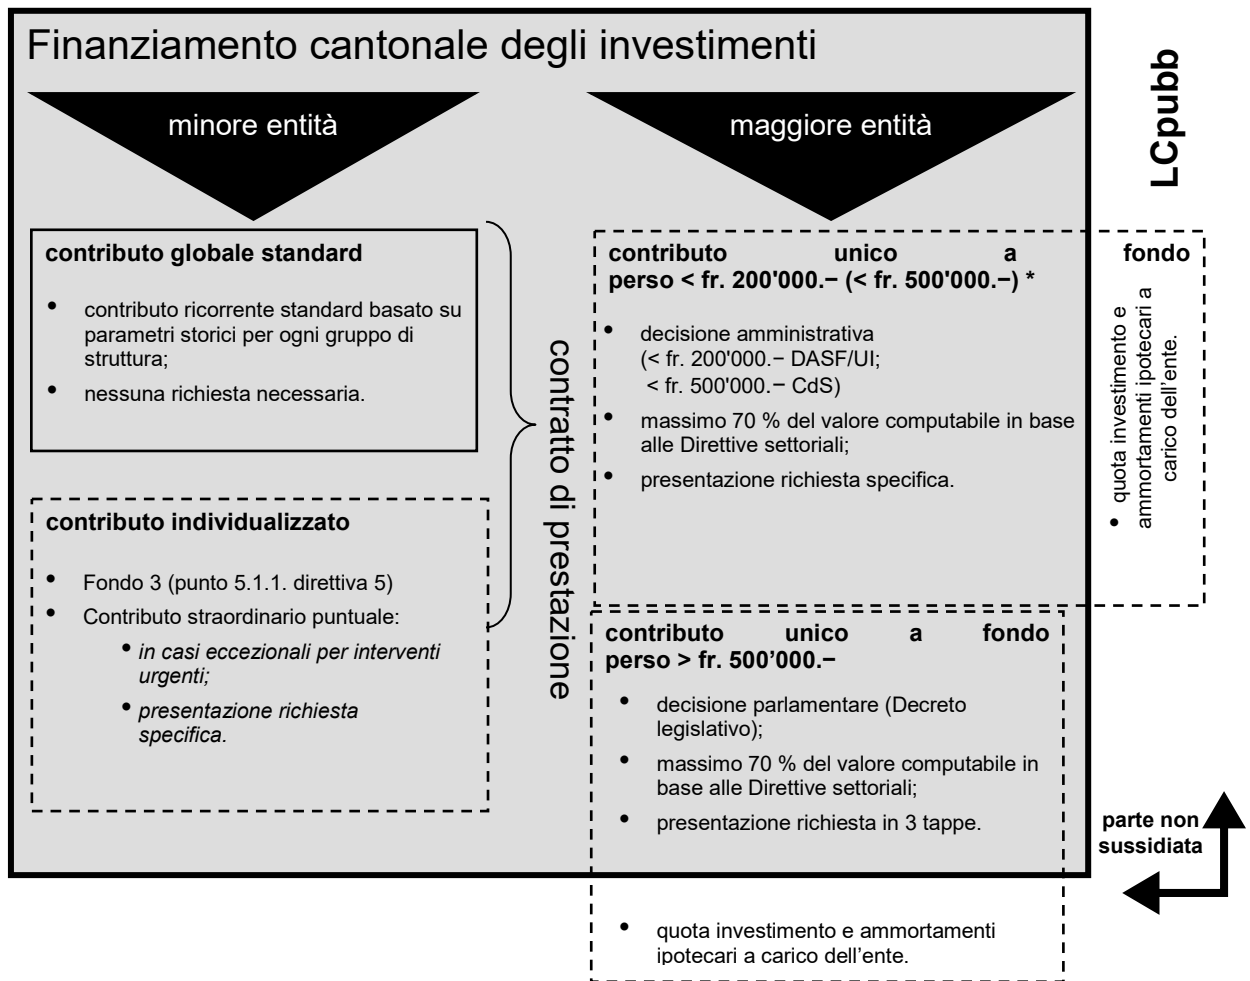 Finanziamento cantonale degli investimenti
minore entità
maggiore entità
LCpubb
contributo globale standard
• contributo ricorrente standard basato su
parametri storici per ogni gruppo di
struttura;
• nessuna richiesta necessaria.
contributo individualizzato
• Fondo 3 (punto 5.1.1. direttiva 5)
• Contributo straordinario puntuale:
• in casi eccezionali per interventi
urgenti;
• presentazione richiesta
specifica.
contratto di prestazione
contributo unico a fondo
perso < fr. 200'000.− (< fr. 500'000.−) *
• decisione amministrativa
(< fr. 200'000.− DASF/UI;
< fr. 500'000.− CdS)
• massimo 70 % del valore computabile in base
alle Direttive settoriali;
• presentazione richiesta specifica.
• quota investimento e
ammortamenti ipotecari a
carico dell'ente.
contributo unico a fondo
perso > fr. 500’000.−
• decisione parlamentare (Decreto
legislativo);
• massimo 70 % del valore computabile in
base alle Direttive settoriali;
• presentazione richiesta in 3 tappe.
• quota investimento e ammortamenti
ipotecari a carico dell'ente.
parte non
sussidiata